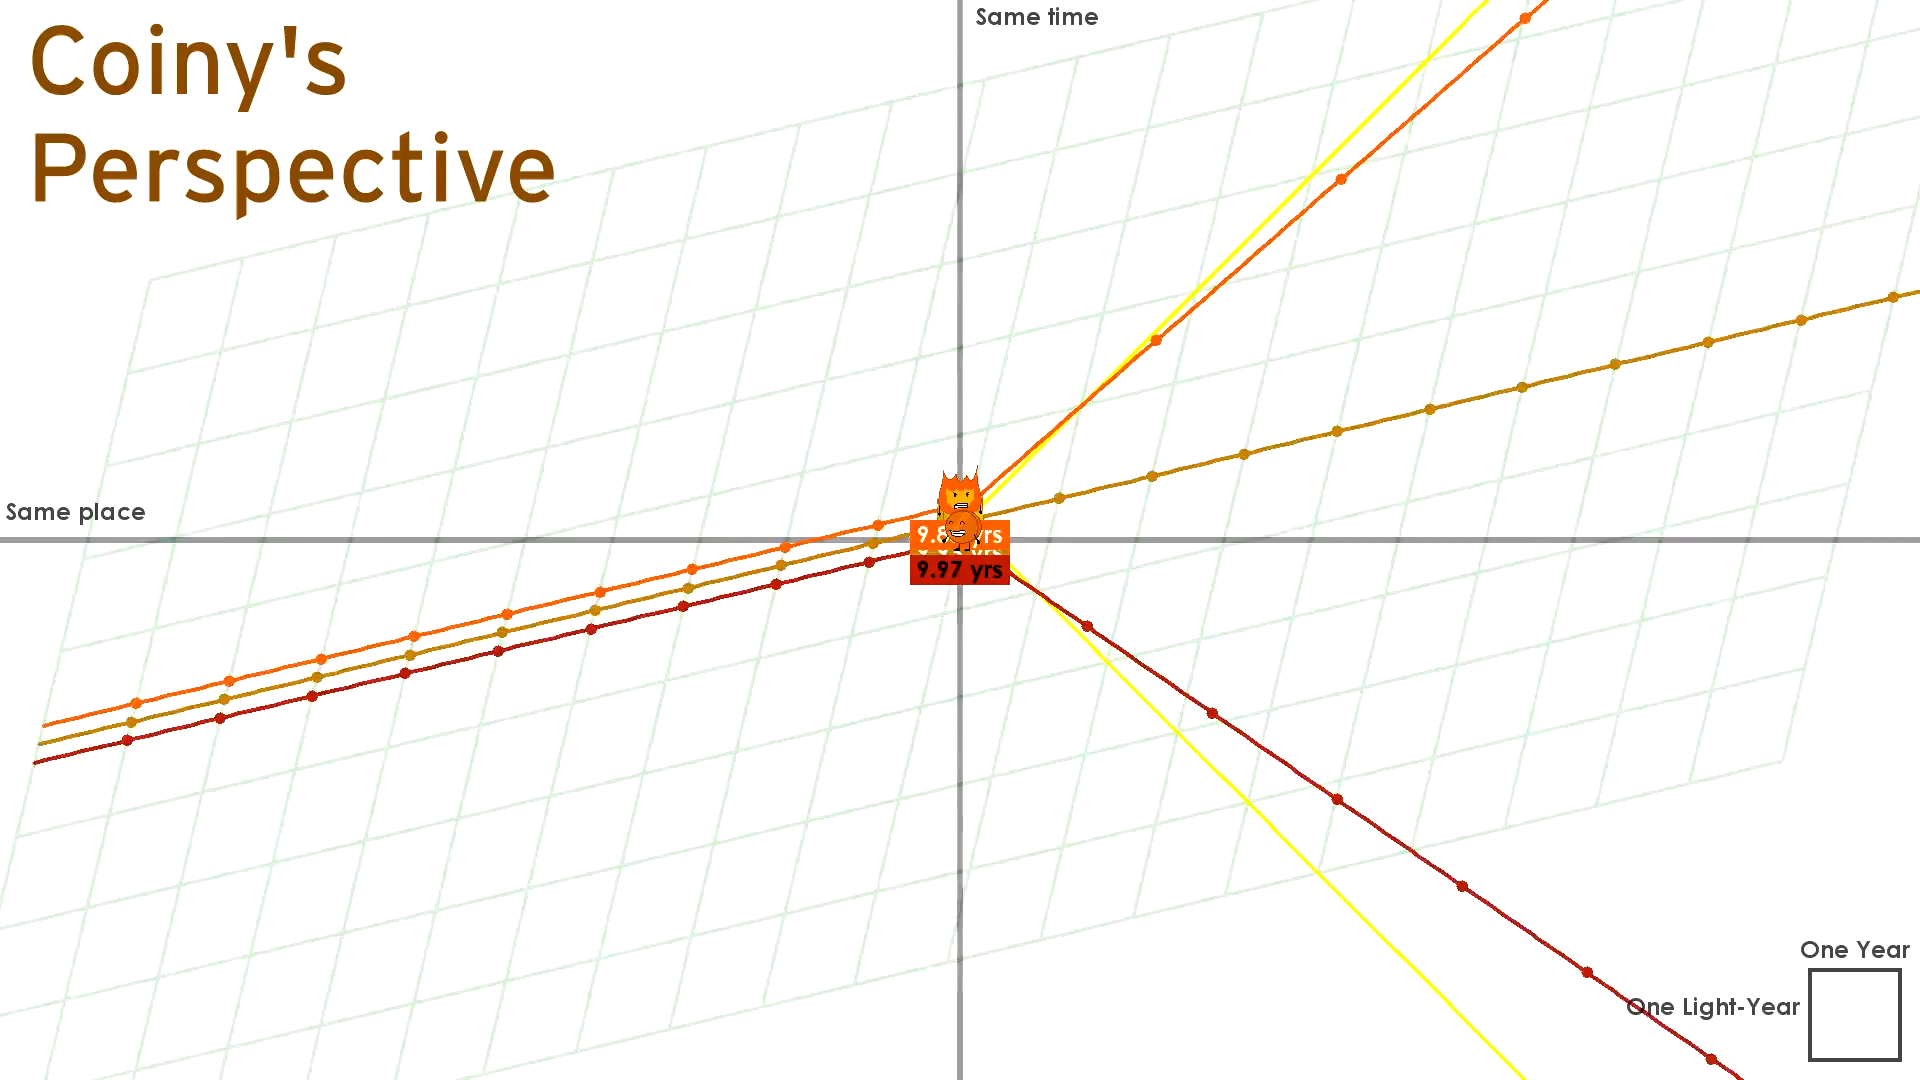 Coiny's
Perspective
Same time
Same place
9.97 yrs
One Year
One Light-Year